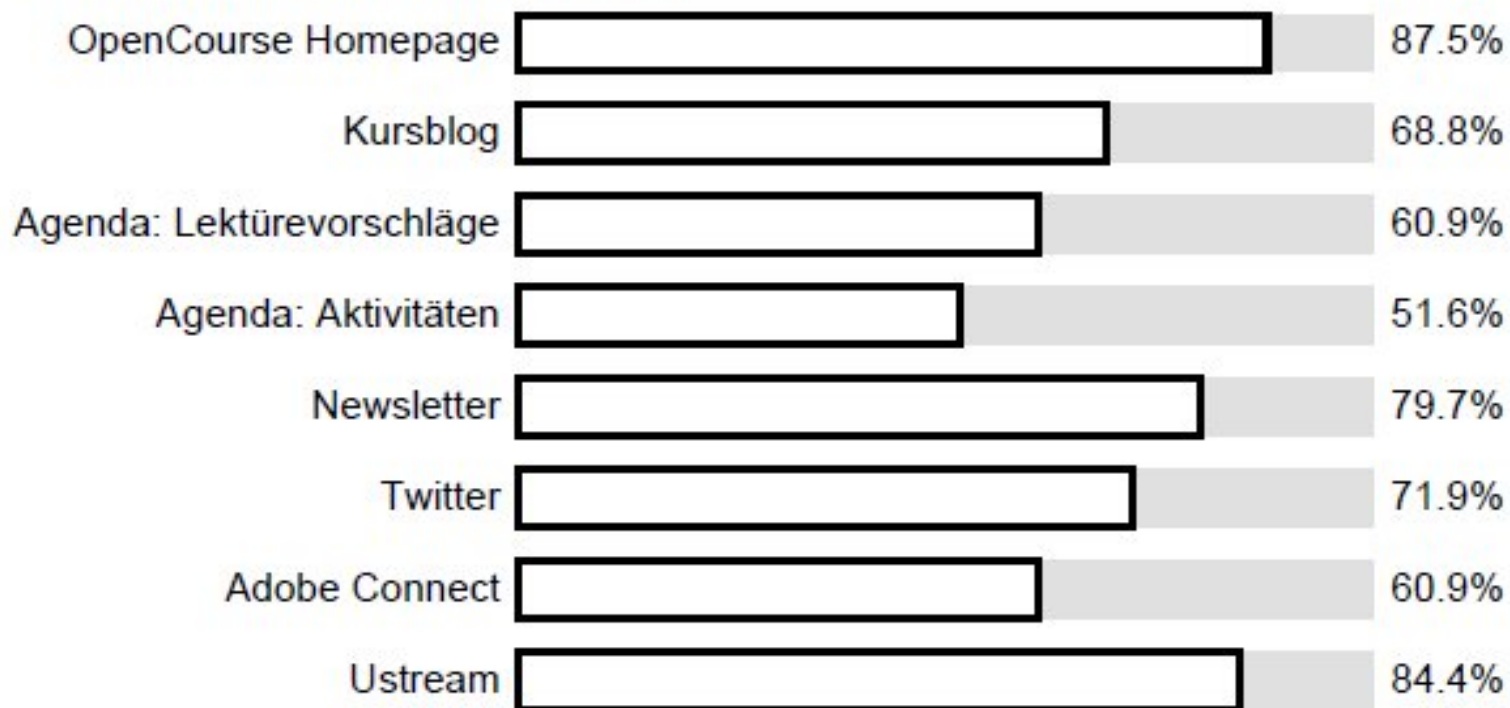 OpenCourse Homepage 87.5%
Kursblog 68.8%
Agenda: Lektürevorschläge 60.9%
Agenda: Aktivitäten 51.6%
Newsletter 79.7%
Twitter 71.9%
Adobe Connect 60.9%
Ustream 84.4%